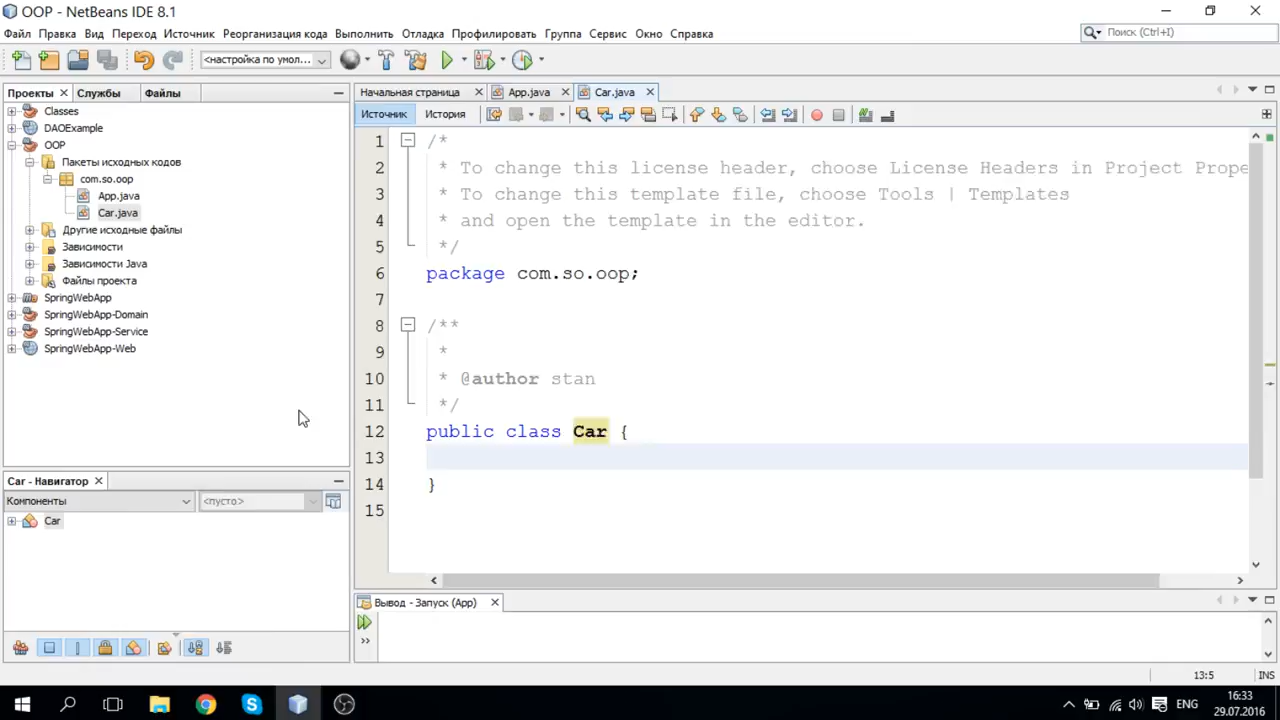 OOP - NetBeans IDE 8.1
Файл Правка Вид Переход Источник Реорганизация кода Выполнить Отладка Профилировать Группа Сервис Окно Справка
Поиск (Ctrl+I)
<настройка по умол...
Проекты Службы Файлы
Начальная страница App.java Car.java
Источник История
Classes
DAOExample
OOP
Пакеты исходных кодов
com.so.oop
App.java
Car.java
Другие исходные файлы
Зависимости
Зависимости Java
Файлы проекта
SpringWebApp
SpringWebApp-Domain
SpringWebApp-Service
SpringWebApp-Web
1 /*
2 * To change this license header, choose License Headers in Project Prope
3 * To change this template file, choose Tools | Templates
4 * and open the template in the editor.
5 */
6 package com.so.oop;
7
8 /**
9 *
10 * @author stan
11 */
12 public class Car {
13
14 }
15
Car - Навигатор
Компоненты <пусто>
Car
Вывод - Запуск (App)
13:5 INS
ENG
16:33
29.07.2016